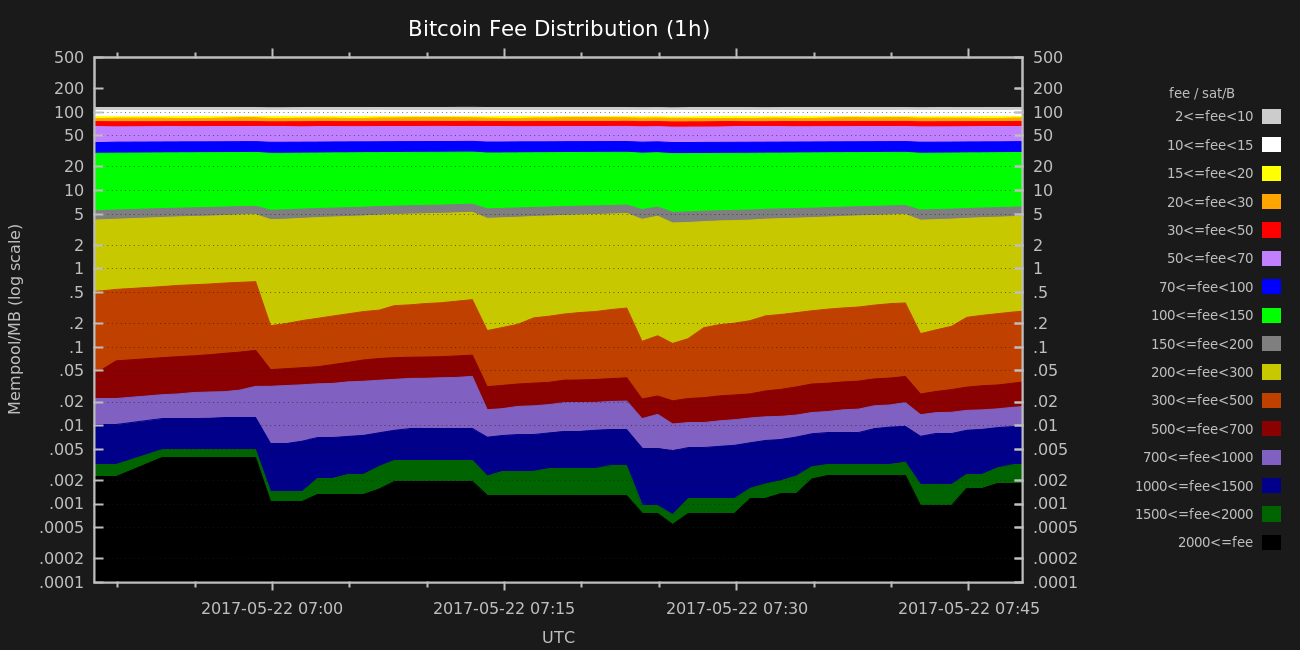 Bitcoin Fee Distribution (1h)
Mempool/MB (log scale)
500
200
100
50
20
10
5
2
1
.5
.2
.1
.05
.02
.01
.005
.002
.001
.0005
.0002
.0001
500
200
100
50
20
10
5
2
1
.5
.2
.1
.05
.02
.01
.005
.002
.001
.0005
.0002
.0001
2017-05-22 07:00 2017-05-22 07:15 2017-05-22 07:30 2017-05-22 07:45
UTC
fee / sat/B
2<=fee<10
10<=fee<15
15<=fee<20
20<=fee<30
30<=fee<50
50<=fee<70
70<=fee<100
100<=fee<150
150<=fee<200
200<=fee<300
300<=fee<500
500<=fee<700
700<=fee<1000
1000<=fee<1500
1500<=fee<2000
2000<=fee